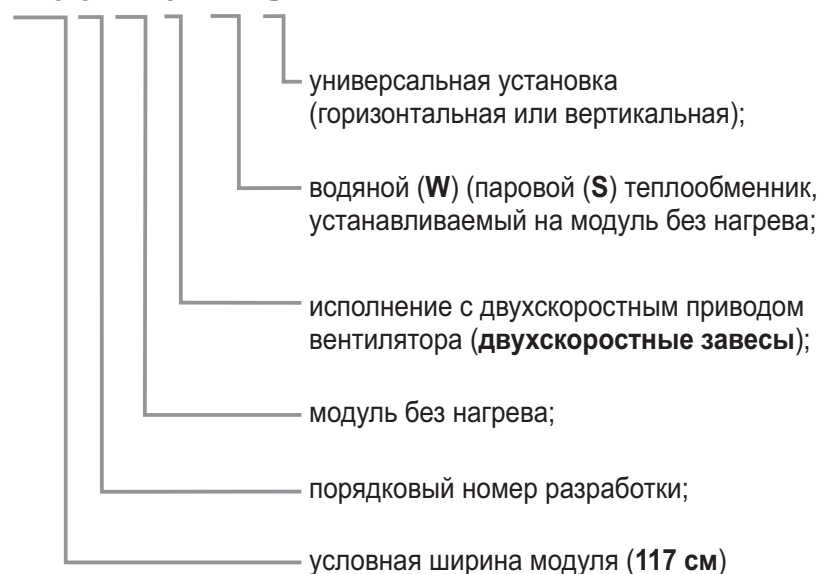 универсальная установка
(горизонтальная или вертикальная);
водяной (W) (паровой (S) теплообменник,
устанавливаемый на модуль без нагрева;
исполнение с двухскоростным приводом
вентилятора (двухскоростные завесы);
модуль без нагрева;
порядковый номер разработки;
условная ширина модуля (117 см)